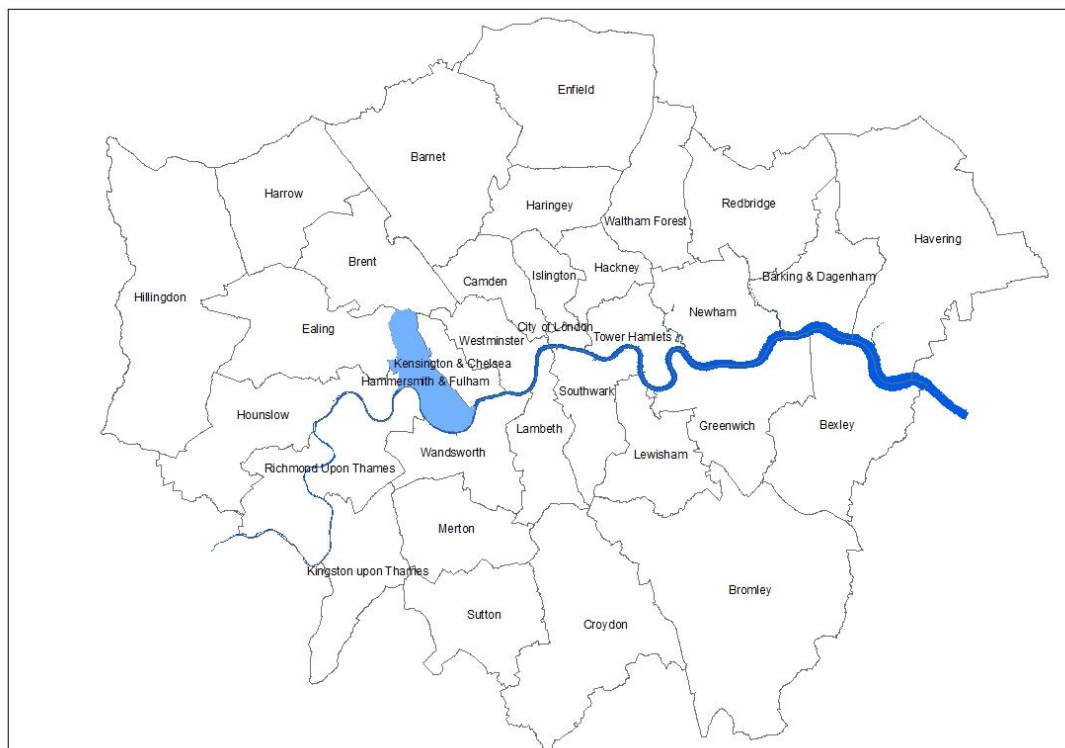 Enfield
Barnet
Harrow
Haringey
Redbridge
Waltham Forest
Havering
Brent
Hackney
Islington
Camden
Barking & Dagenham
Hillingdon
Newham
Ealing
City of London
Tower Hamlets
Westminster
Kensington & Chelsea
Hammersmith & Fulham
Southwark
Hounslow
Lambeth
Greenwich
Bexley
Wandsworth
Lewisham
Richmond Upon Thames
Merton
Kingston upon Thames
Bromley
Sutton
Croydon